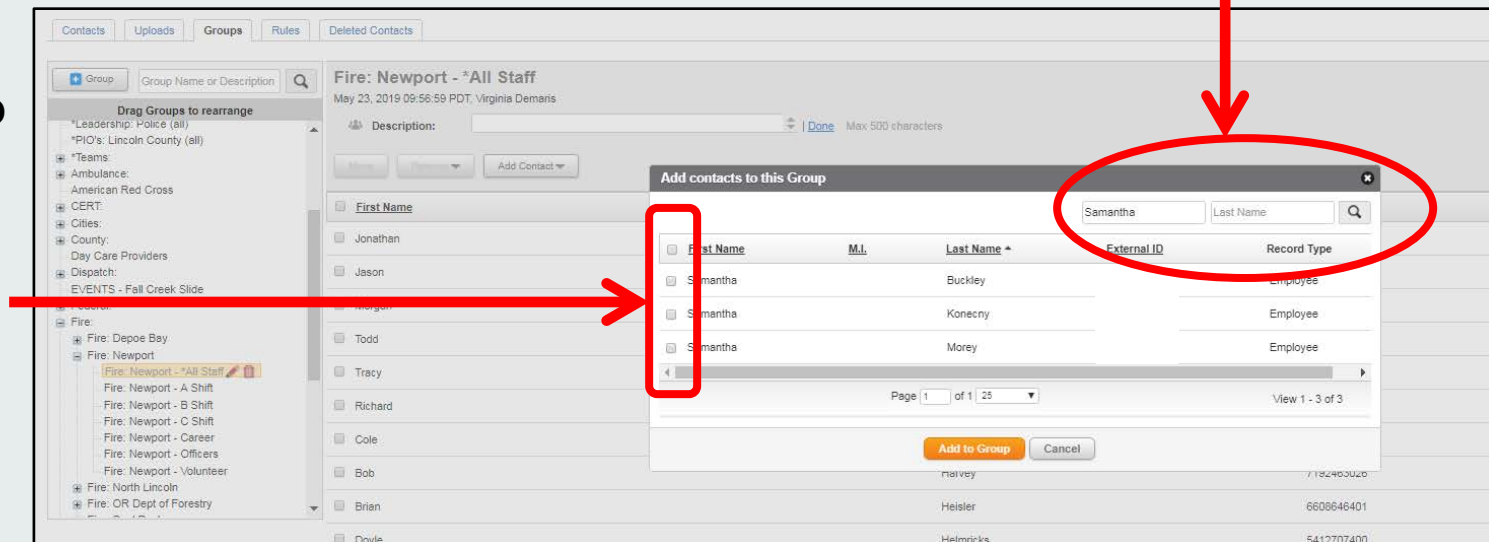 Contacts Uploads Groups Rules Deleted Contacts
Group Group Name or Description
Drag Groups to rearrange
*Leadership: Police (all)
*PIO's: Lincoln County (all)
*Teams:
Ambulance:
American Red Cross
CERT:
Cities:
County:
Day Care Providers
Dispatch:
EVENTS - Fall Creek Slide
Fire:
Fire: Depoe Bay
Fire: Newport
Fire: Newport - *All Staff
Fire: Newport - A Shift
Fire: Newport - B Shift
Fire: Newport - C Shift
Fire: Newport - Career
Fire: Newport - Officers
Fire: Newport - Volunteer
Fire: North Lincoln
Fire: OR Dept of Forestry
Fire: Newport - *All Staff
May 23, 2019 09:56:59 PDT, Virginia Demaris
Description: | Done Max 500 characters
Move Add Contact
First Name
Jonathan
Jason
Morgan
Todd
Tracy
Richard
Cole
Bob Harvey 7192463026
Brian Heisler 6608646401
Doyle Helmricks 5412707400
Add contacts to this Group
Samantha Last Name
First Name M.I. Last Name External ID Record Type
Samantha Buckley Employee
Samantha Konecny Employee
Samantha Morey Employee
Page 1 of 1 25 View 1 - 3 of 3
Add to Group Cancel